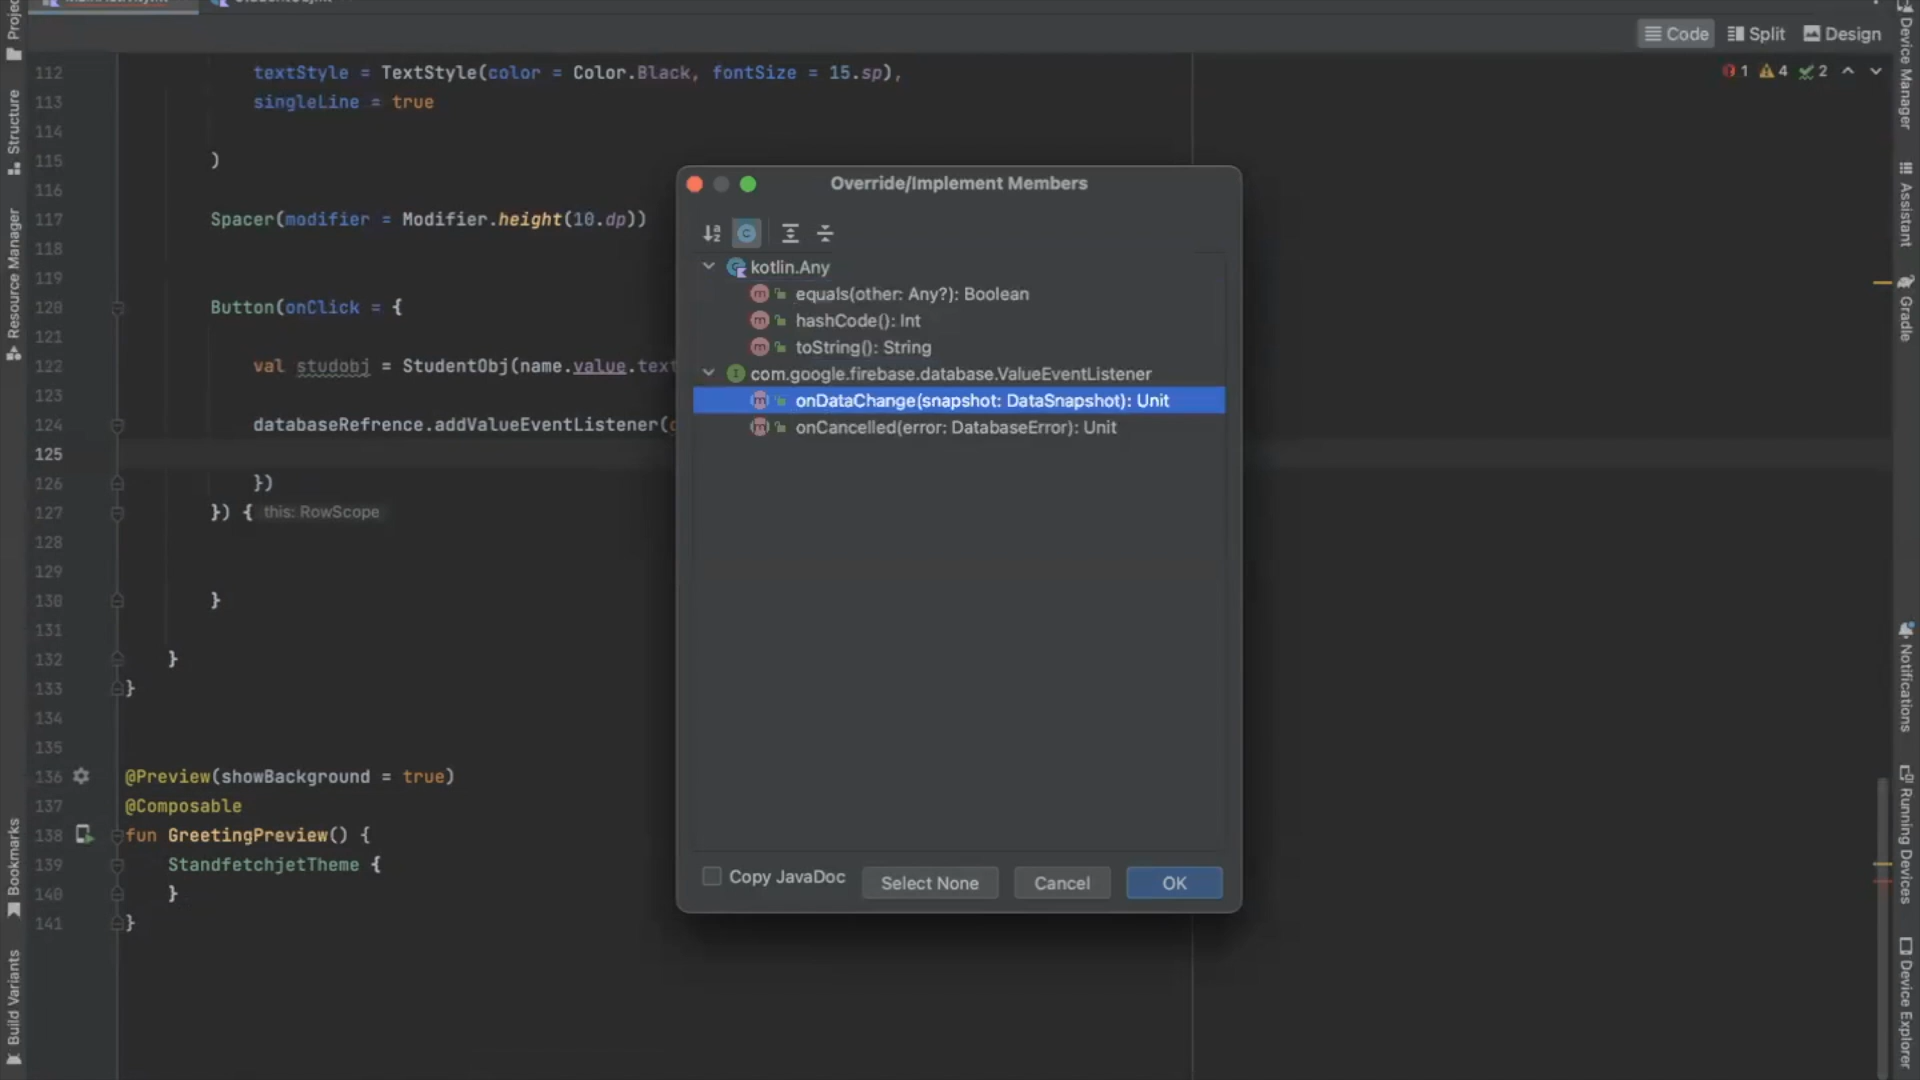 Code
Split
Design
1
4
2
112 textStyle = TextStyle(color = Color.Black, fontSize = 15.sp),
113 singleLine = true
114
115 )
116
117 Spacer(modifier = Modifier.height(10.dp))
118
119
120 Button(onClick = {
121
122 val studobj = StudentObj(name.value.text
123
124 databaseRefrence.addValueEventListener(
125
126 })
127 }) { this: RowScope
128
129
130 }
131
132 }
133 }
134
135
136 @Preview(showBackground = true)
137 @Composable
138 fun GreetingPreview() {
139 StandfetchjetTheme {
140 }
141 }
Override/Implement Members
kotlin.Any
equals(other: Any?): Boolean
hashCode(): Int
toString(): String
com.google.firebase.database.ValueEventListener
onDataChange(snapshot: DataSnapshot): Unit
onCancelled(error: DatabaseError): Unit
Copy JavaDoc
Select None
Cancel
OK
Structure
Resource Manager
Bookmarks
Build Variants
Device Manager
Assistant
Gradle
Notifications
Running Devices
Device Explorer